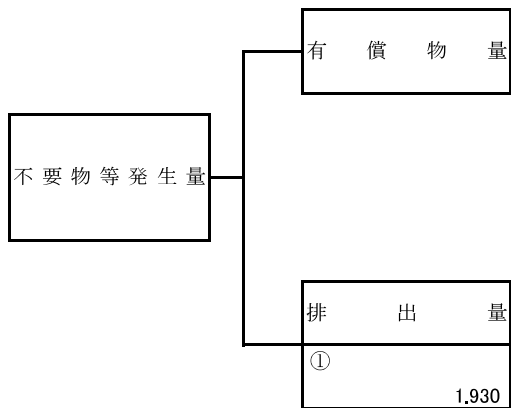 有償物量
不要物等発生量
排出量
①
1.930